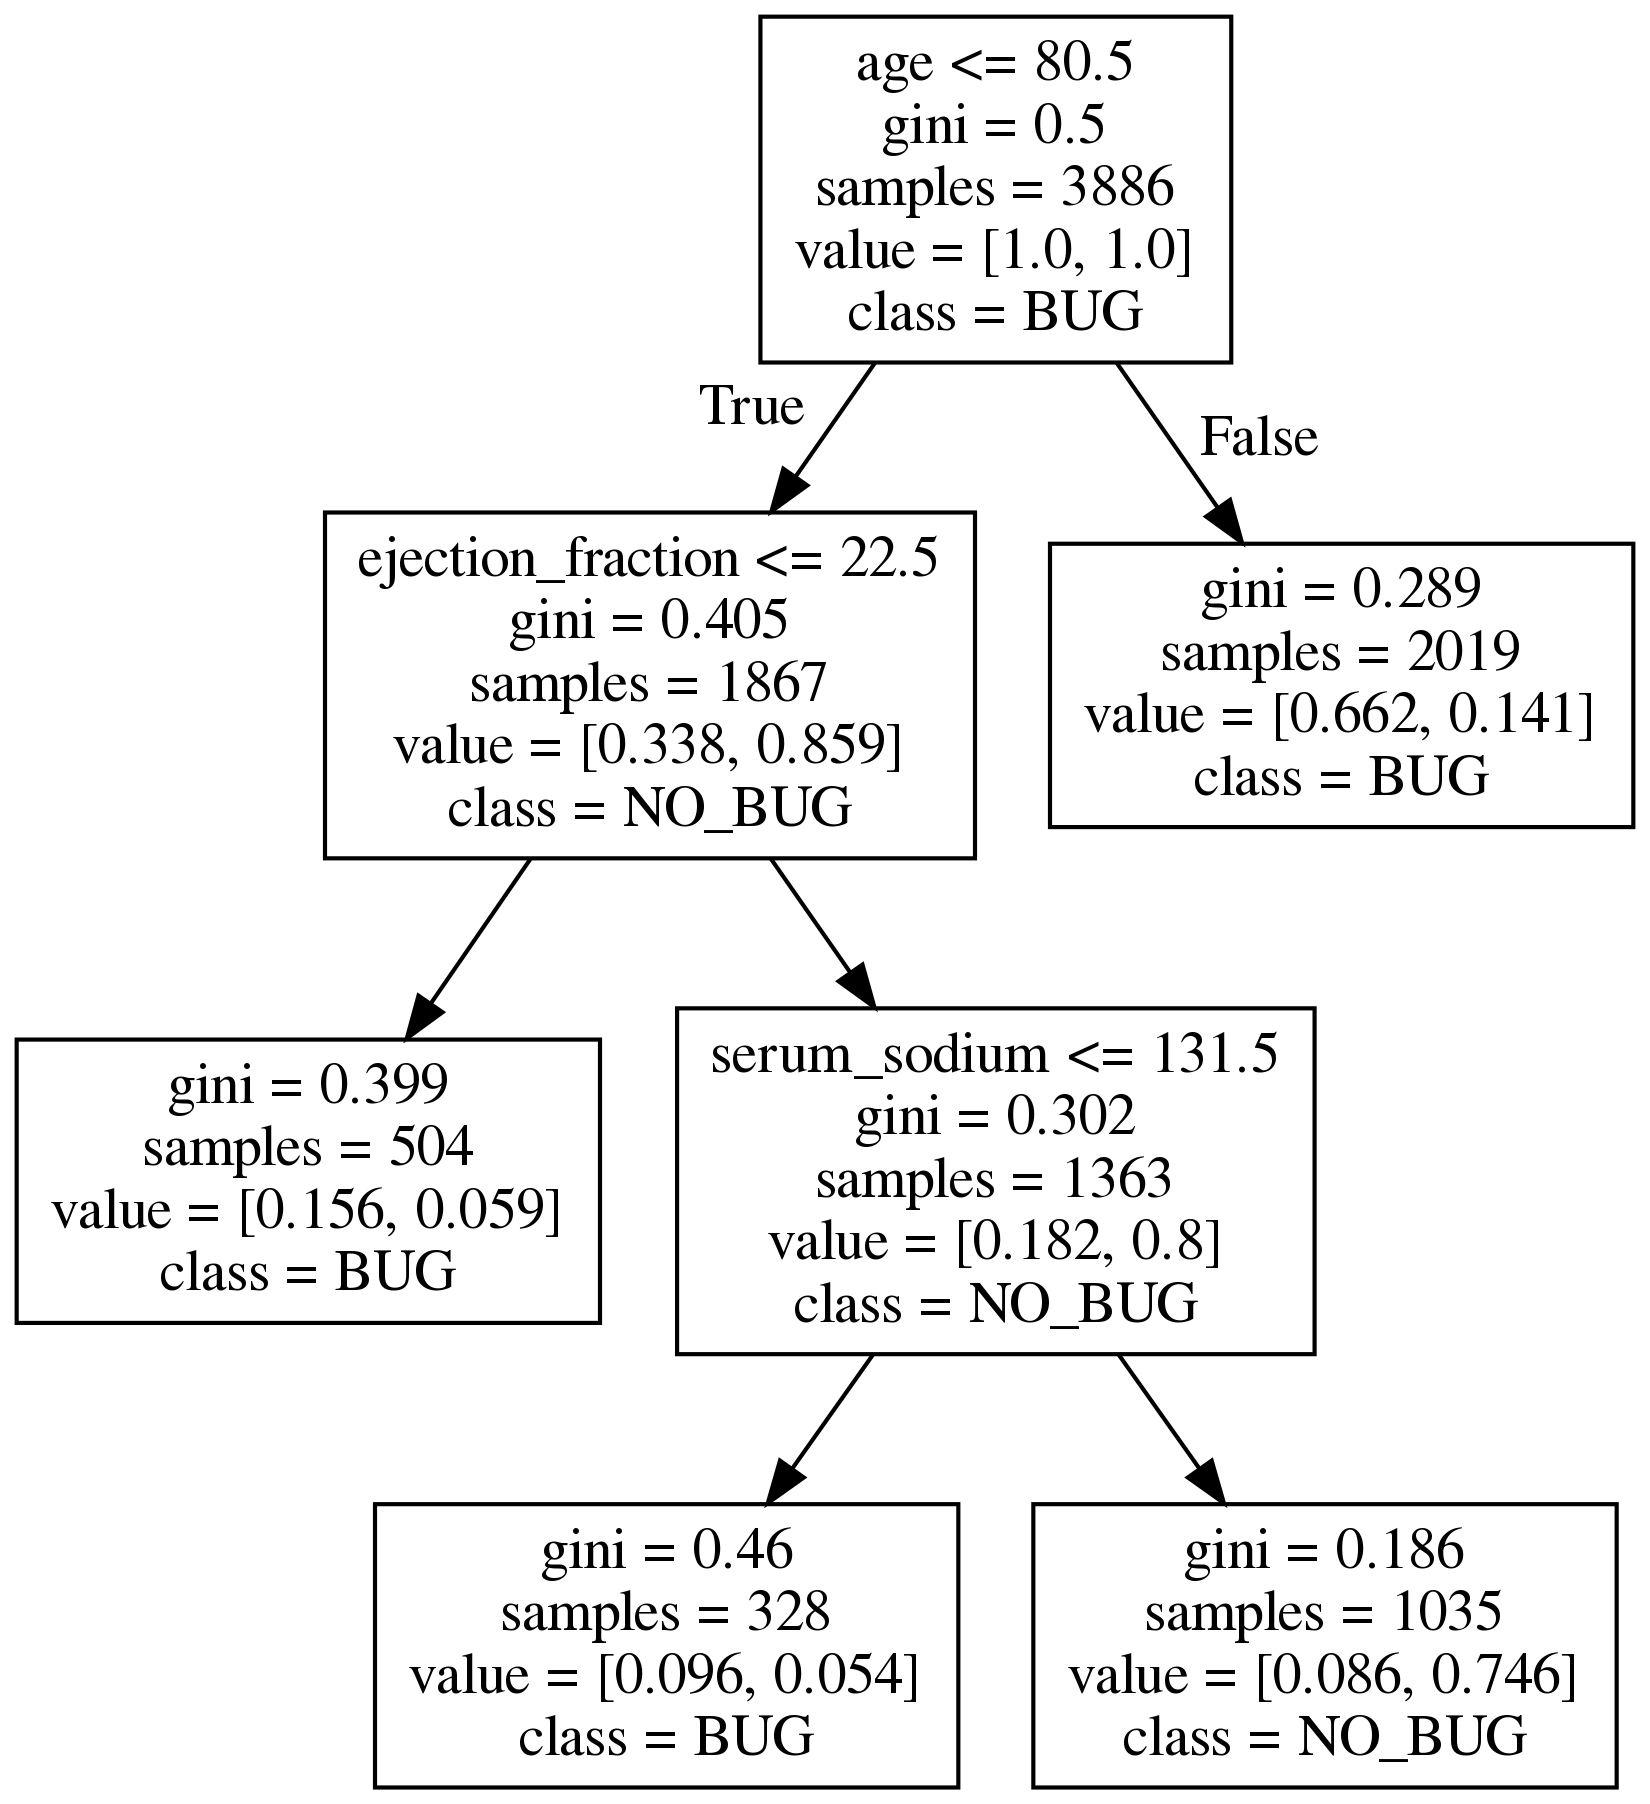 age <= 80.5
gini = 0.5
samples = 3886
value = [1.0, 1.0]
class = BUG
True
False
ejection_fraction <= 22.5
gini = 0.405
samples = 1867
value = [0.338, 0.859]
class = NO_BUG
gini = 0.289
samples = 2019
value = [0.662, 0.141]
class = BUG
gini = 0.399
samples = 504
value = [0.156, 0.059]
class = BUG
serum_sodium <= 131.5
gini = 0.302
samples = 1363
value = [0.182, 0.8]
class = NO_BUG
gini = 0.46
samples = 328
value = [0.096, 0.054]
class = BUG
gini = 0.186
samples = 1035
value = [0.086, 0.746]
class = NO_BUG